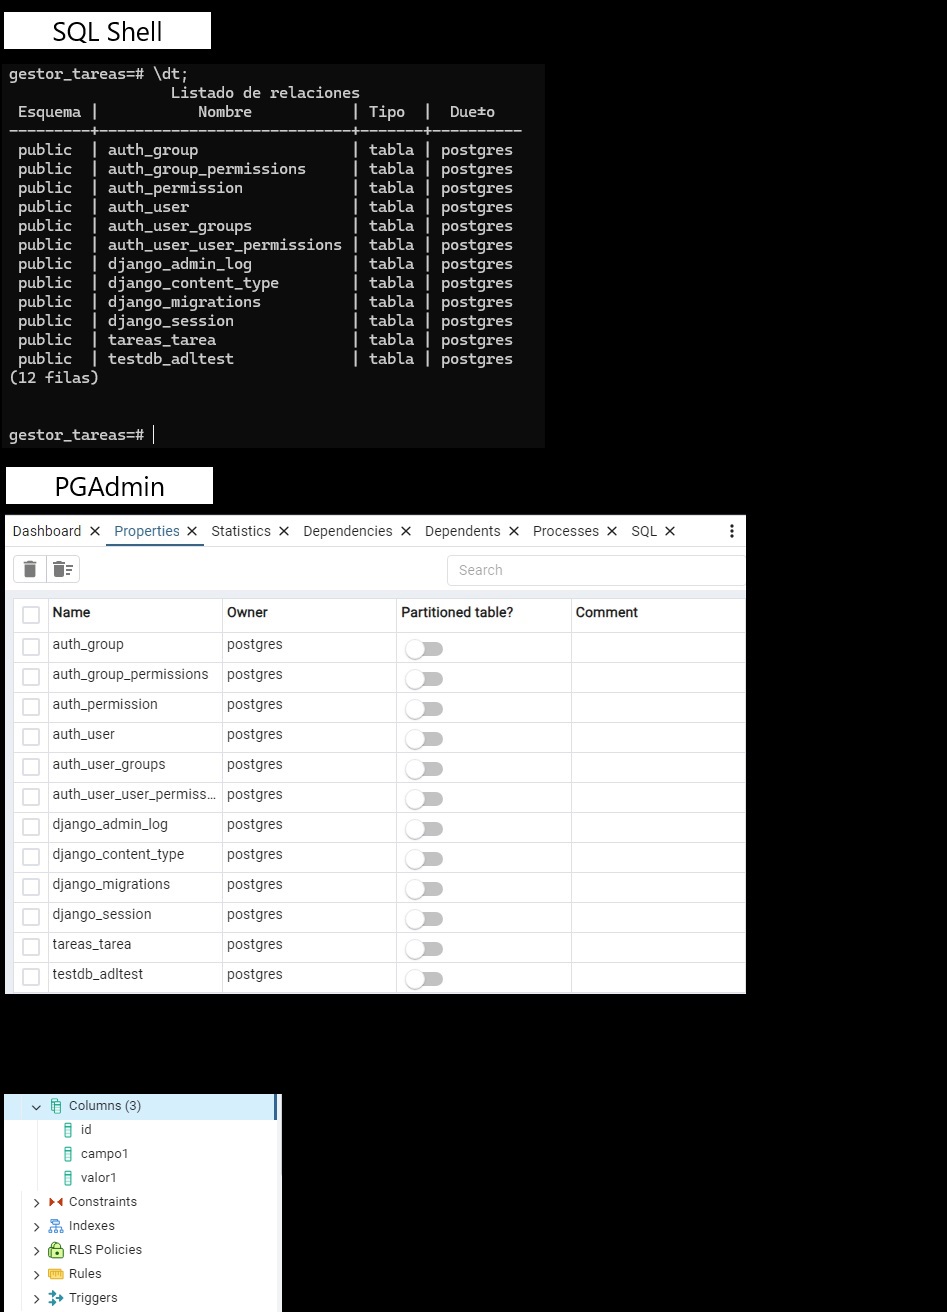 SQL Shell
gestor_tareas=# \dt;
Listado de relaciones
Esquema | Nombre | Tipo | Due±o
---------+----------------------------+-------+----------
public | auth_group | tabla | postgres
public | auth_group_permissions | tabla | postgres
public | auth_permission | tabla | postgres
public | auth_user | tabla | postgres
public | auth_user_groups | tabla | postgres
public | auth_user_user_permissions | tabla | postgres
public | django_admin_log | tabla | postgres
public | django_content_type | tabla | postgres
public | django_migrations | tabla | postgres
public | django_session | tabla | postgres
public | tareas_tarea | tabla | postgres
public | testdb_adltest | tabla | postgres
(12 filas)
gestor_tareas=#
PGAdmin
Dashboard Properties Statistics Dependencies Dependents Processes SQL
Search
Name Owner Partitioned table? Comment
auth_group postgres
auth_group_permissions postgres
auth_permission postgres
auth_user postgres
auth_user_groups postgres
auth_user_user_permiss... postgres
django_admin_log postgres
django_content_type postgres
django_migrations postgres
django_session postgres
tareas_tarea postgres
testdb_adltest postgres
Columns (3)
id
campo1
valor1
Constraints
Indexes
RLS Policies
Rules
Triggers